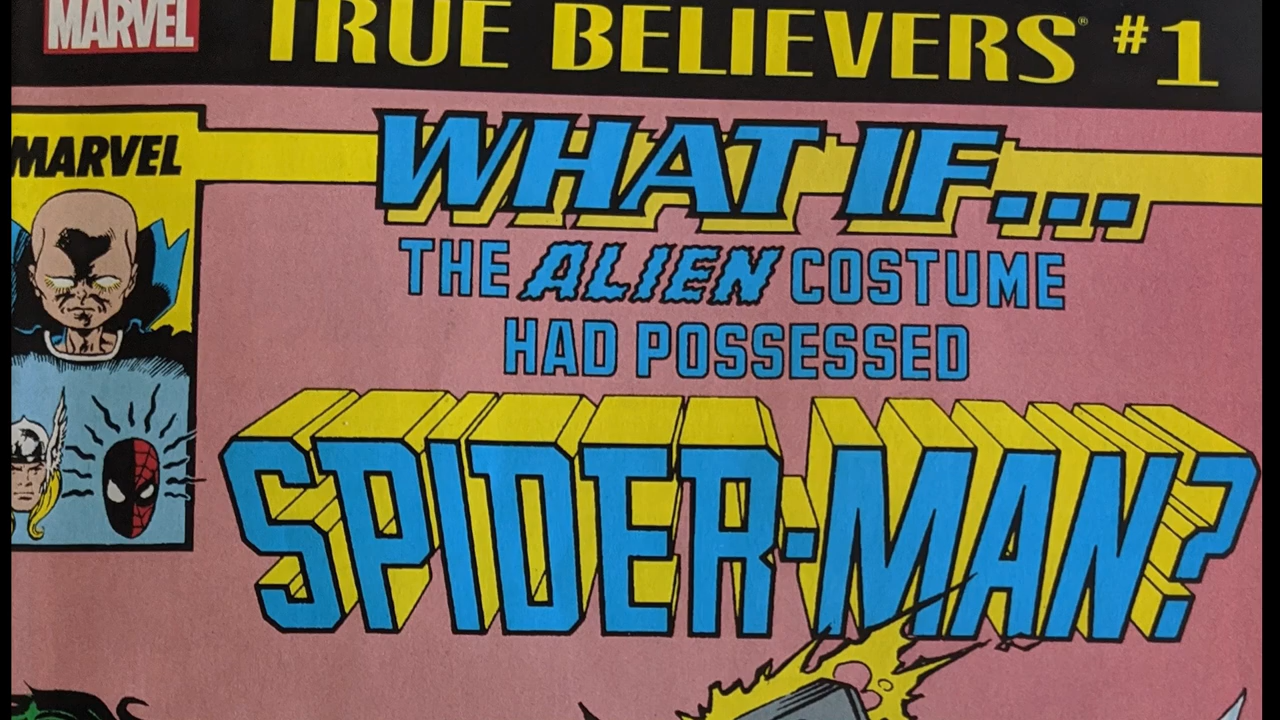 MARVEL
TRUE BELIEVERS® #1
MARVEL
WHAT IF...
THE ALIEN COSTUME
HAD POSSESSED
SPIDER-MAN?